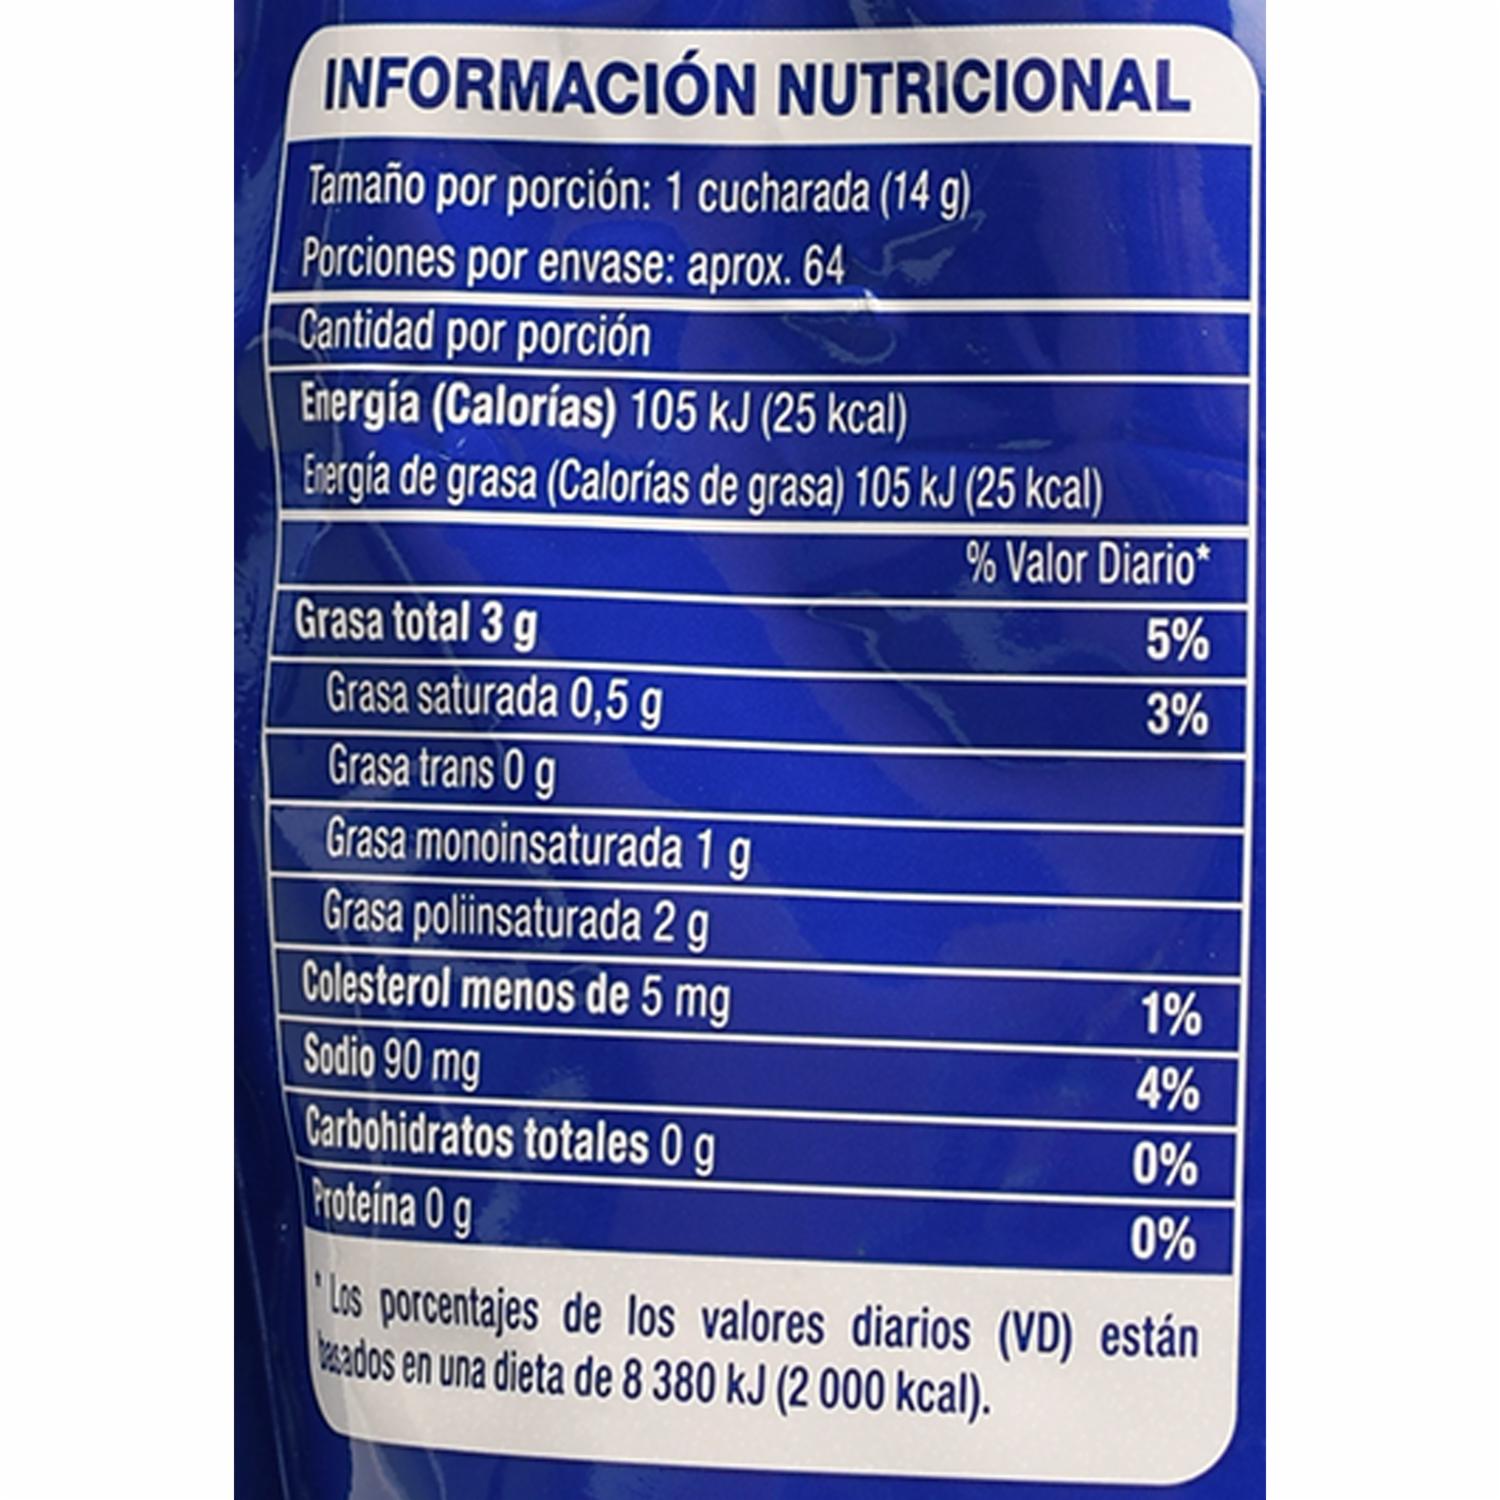 INFORMACIÓN NUTRICIONAL
Tamaño por porción: 1 cucharada (14 g)
Porciones por envase: aprox. 64
Cantidad por porción
Energía (Calorías) 105 kJ (25 kcal)
Energía de grasa (Calorías de grasa) 105 kJ (25 kcal)
% Valor Diario*
Grasa total 3 g 5%
Grasa saturada 0,5 g 3%
Grasa trans 0 g
Grasa monoinsaturada 1 g
Grasa poliinsaturada 2 g
Colesterol menos de 5 mg 1%
Sodio 90 mg 4%
Carbohidratos totales 0 g 0%
Proteína 0 g 0%
* Los porcentajes de los valores diarios (VD) están
basados en una dieta de 8 380 kJ (2 000 kcal).